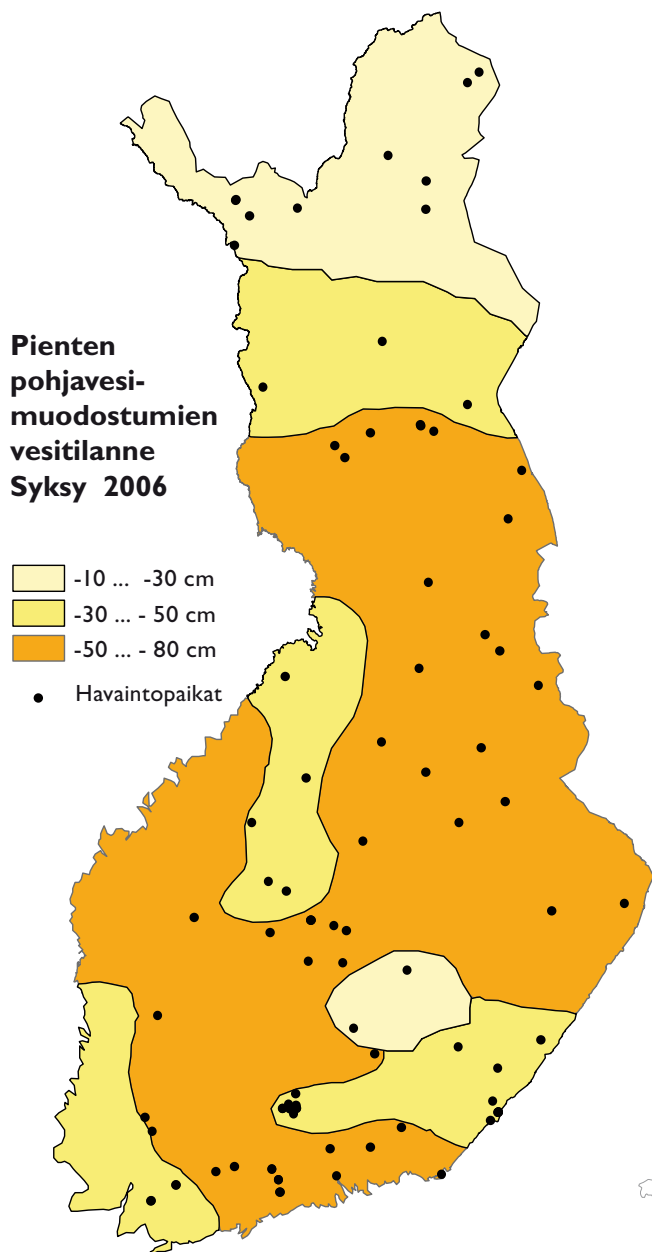 Pienten
pohjavesi-
muodostumien
vesitilanne
Syksy 2006
-10 ... -30 cm
-30 ... - 50 cm
-50 ... - 80 cm
Havaintopaikat